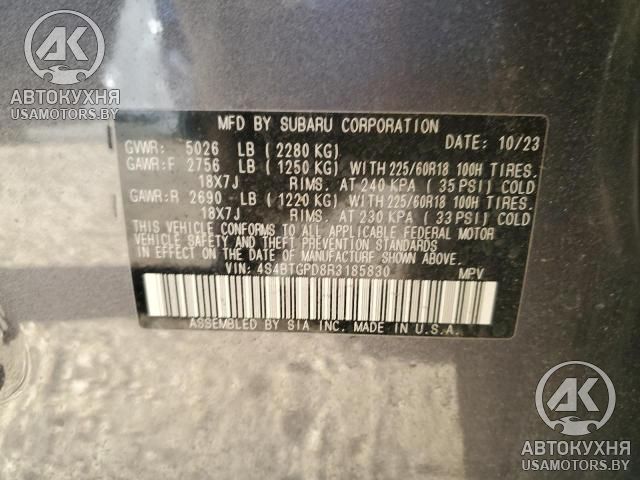 AK
АВТОКУХНЯ
USAMOTORS.BY
MFD BY SUBARU CORPORATION DATE: 10/23
GVWR: 5026 LB ( 2280 KG)
GAWR:F 2756 LB ( 1250 KG) WITH 225/60R18 100H TIRES.
18X7J RIMS. AT 240 KPA ( 35 PSI) COLD
GAWR:R 2690 LB ( 1220 KG) WITH 225/60R18 100H TIRES.
18X7J RIMS. AT 230 KPA ( 33 PSI) COLD
THIS VEHICLE CONFORMS TO ALL APPLICABLE FEDERAL MOTOR
VEHICLE SAFETY AND THEFT PREVENTION STANDARDS
IN EFFECT ON THE DATE OF MANUFACTURE SHOWN ABOVE.
VIN: 4S4BTGPD8R3185830 MPV
ASSEMBLED BY SIA INC. MADE IN U.S.A.
AK
АВТОКУХНЯ
USAMOTORS.BY